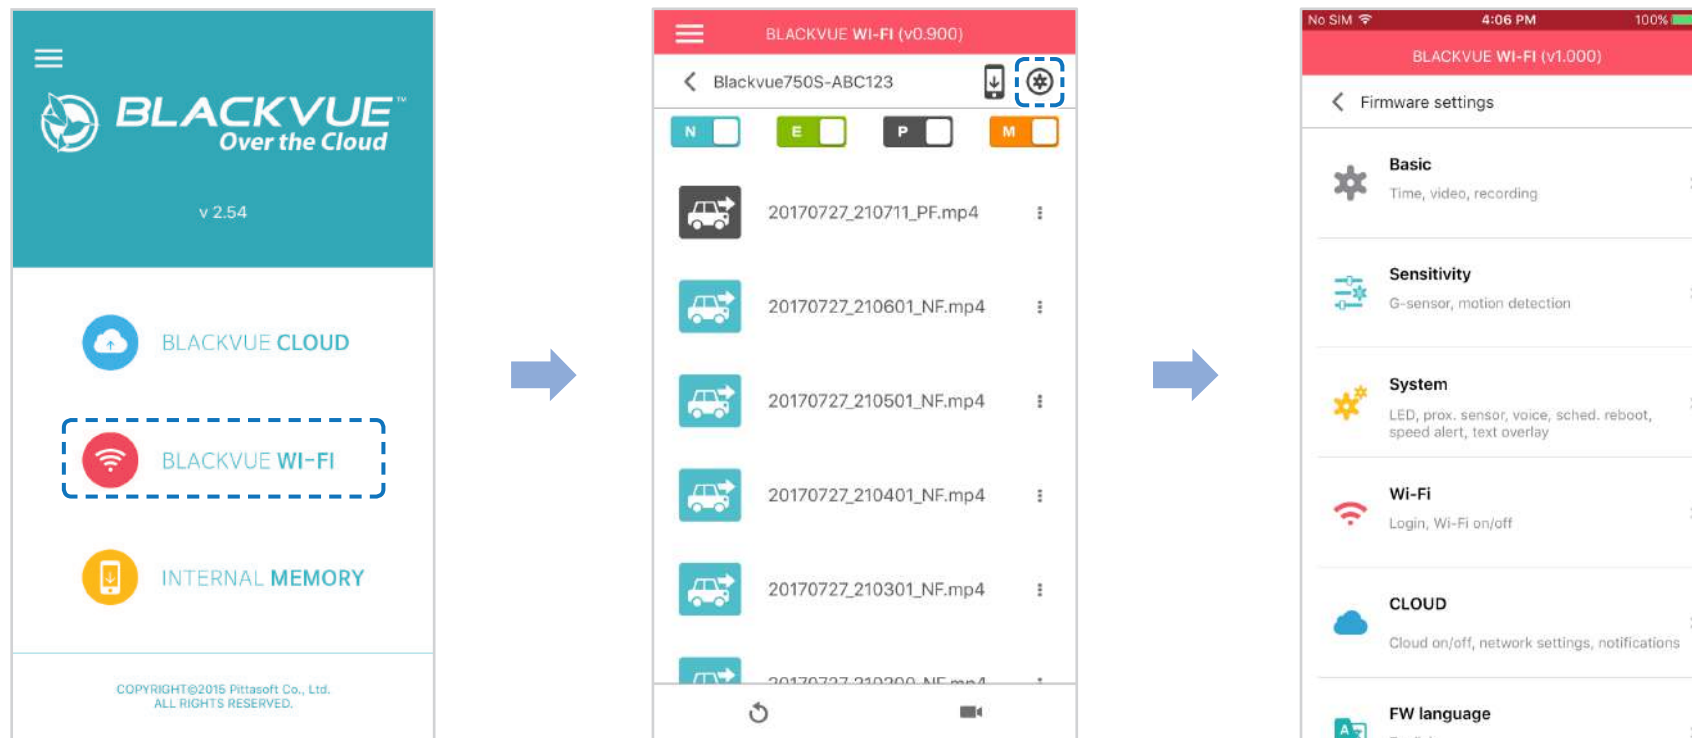 BLACKVUE™
Over the Cloud
v 2.54
BLACKVUE CLOUD
BLACKVUE WI-FI
INTERNAL MEMORY
COPYRIGHT©2015 Pittasoft Co., Ltd.
ALL RIGHTS RESERVED.
BLACKVUE WI-FI (v0.900)
Blackvue750S-ABC123
N E P M
20170727_210711_PF.mp4
20170727_210601_NF.mp4
20170727_210501_NF.mp4
20170727_210401_NF.mp4
20170727_210301_NF.mp4
No SIM 4:06 PM 100%
BLACKVUE WI-FI (v1.000)
Firmware settings
Basic
Time, video, recording
Sensitivity
G-sensor, motion detection
System
LED, prox. sensor, voice, sched. reboot,
speed alert, text overlay
Wi-Fi
Login, Wi-Fi on/off
CLOUD
Cloud on/off, network settings, notifications
FW language